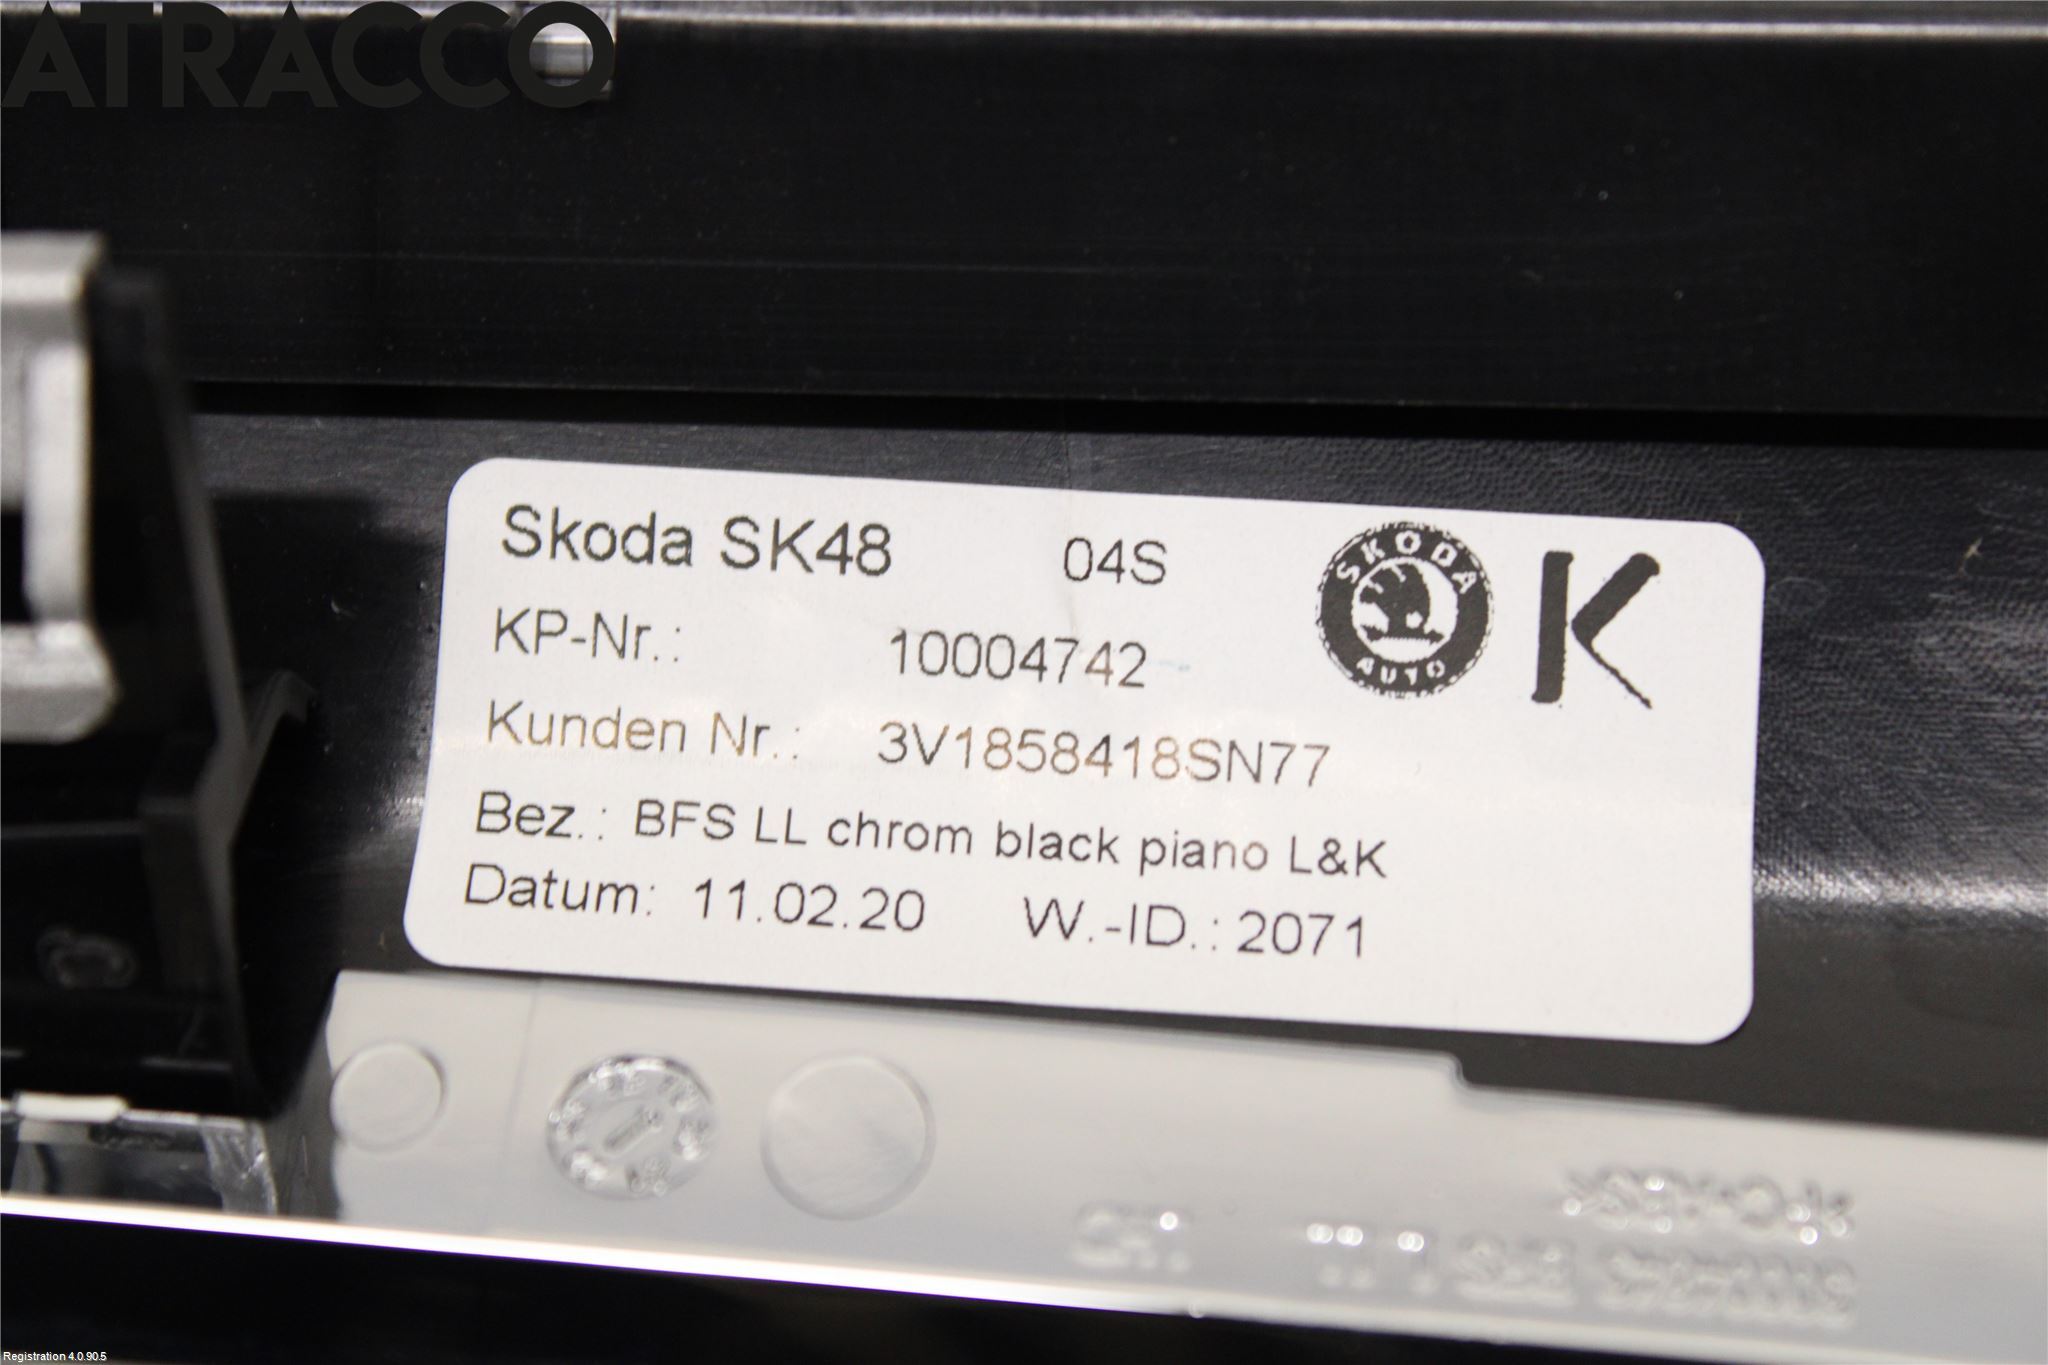 ATRACCO
Skoda SK48 04S
SKODA AUTO
K
KP-Nr.: 10004742
Kunden Nr.: 3V1858418SN77
Bez.: BFS LL chrom black piano L&K
Datum: 11.02.20 W.-ID.: 2071
Registration 4.0.90.5